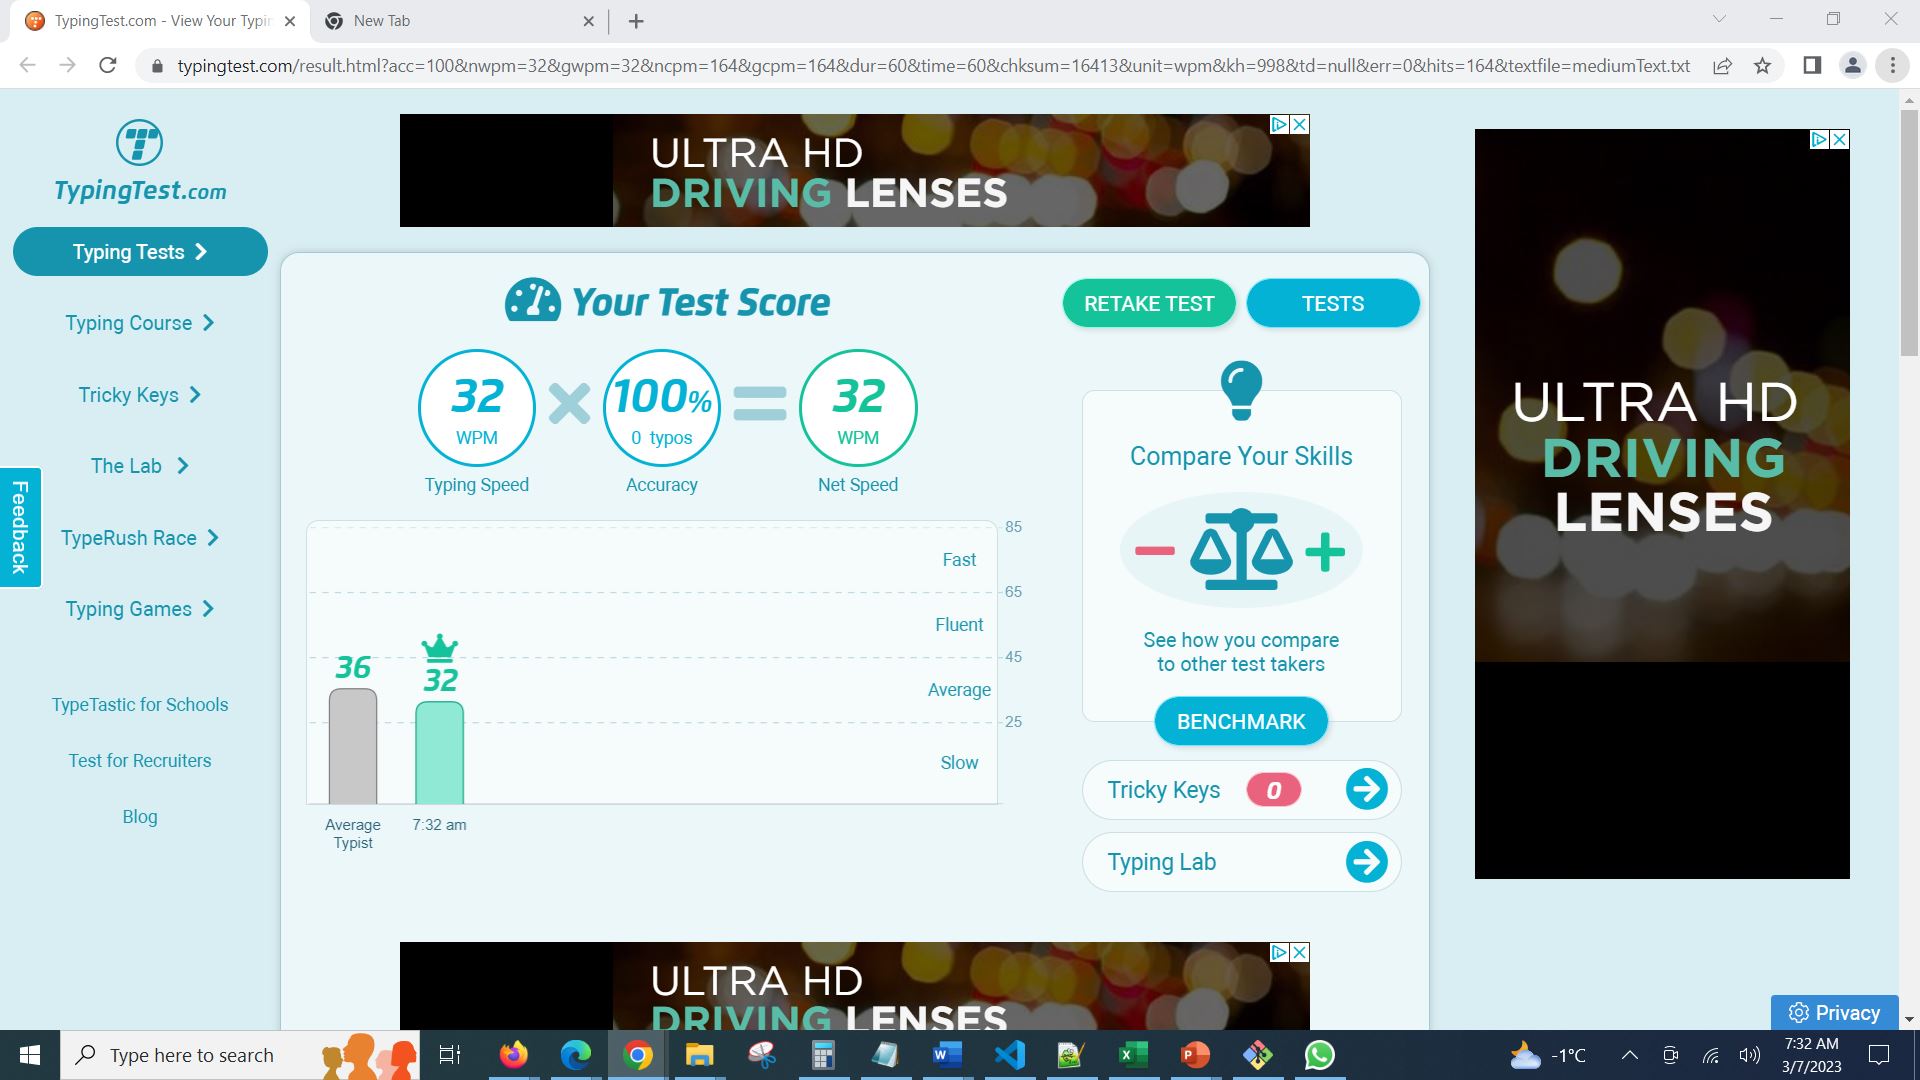 TypingTest.com - View Your Typin
New Tab
typingtest.com/result.html?acc=100&nwpm=32&gwpm=32&ncpm=164&gcpm=164&dur=60&time=60&chksum=16413&unit=wpm&kh=998&td=null&err=0&hits=164&textfile=mediumText.txt
TypingTest.com
Typing Tests
Typing Course
Tricky Keys
The Lab
TypeRush Race
Typing Games
TypeTastic for Schools
Test for Recruiters
Blog
Feedback
ULTRA HD
DRIVING LENSES
Your Test Score
RETAKE TEST
TESTS
32
WPM
Typing Speed
100%
0 typos
Accuracy
32
WPM
Net Speed
85
Fast
65
Fluent
45
Average
25
Slow
36
32
Average
Typist
7:32 am
Compare Your Skills
See how you compare
to other test takers
BENCHMARK
Tricky Keys 0
Typing Lab
ULTRA HD
DRIVING
LENSES
ULTRA HD
DRIVING LENSES
Privacy
Type here to search
-1°C
7:32 AM
3/7/2023